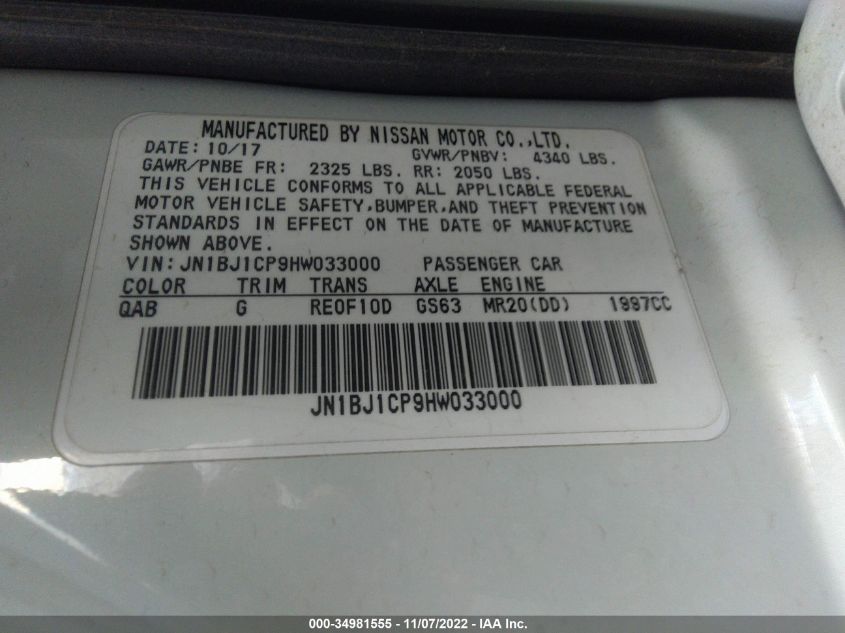 MANUFACTURED BY NISSAN MOTOR CO.,LTD.
DATE: 10/17 GVWR/PNBV: 4340 LBS.
GAWR/PNBE FR: 2325 LBS. RR: 2050 LBS.
THIS VEHICLE CONFORMS TO ALL APPLICABLE FEDERAL
MOTOR VEHICLE SAFETY,BUMPER,AND THEFT PREVENTION
STANDARDS IN EFFECT ON THE DATE OF MANUFACTURE
SHOWN ABOVE.
VIN: JN1BJ1CP9HW033000 PASSENGER CAR
COLOR TRIM TRANS AXLE ENGINE
QAB G RE0F10D GS63 MR20(DD) 1997CC
JN1BJ1CP9HW033000
000-34981555 - 11/07/2022 - IAA Inc.